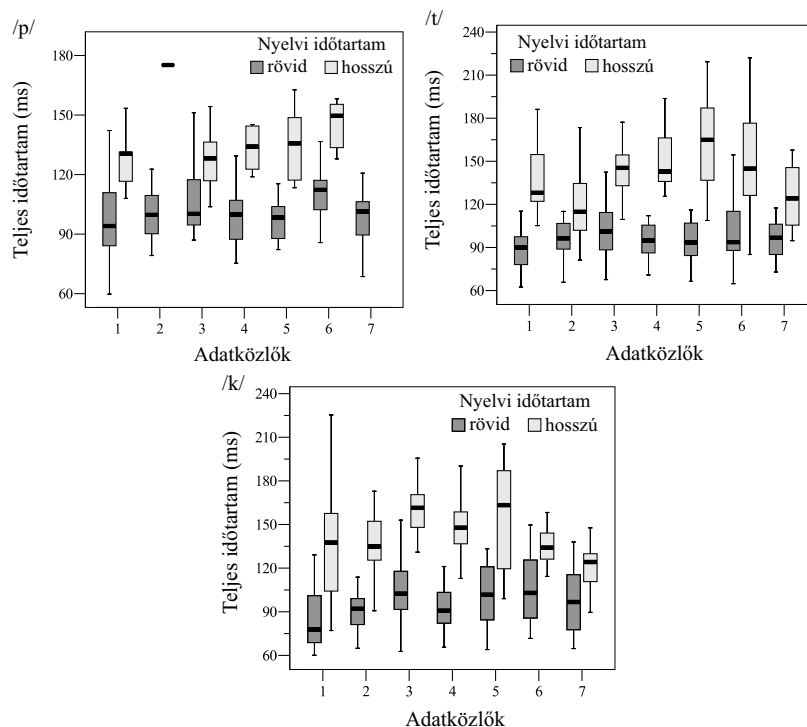 /p/
Nyelvi időtartam
rövid hosszú
Teljes időtartam (ms)
180
150
120
90
60
1 2 3 4 5 6 7
Adatközlők
/t/
Nyelvi időtartam
rövid hosszú
Teljes időtartam (ms)
240
210
180
150
120
90
60
1 2 3 4 5 6 7
Adatközlők
/k/
Nyelvi időtartam
rövid hosszú
Teljes időtartam (ms)
240
210
180
150
120
90
60
1 2 3 4 5 6 7
Adatközlők